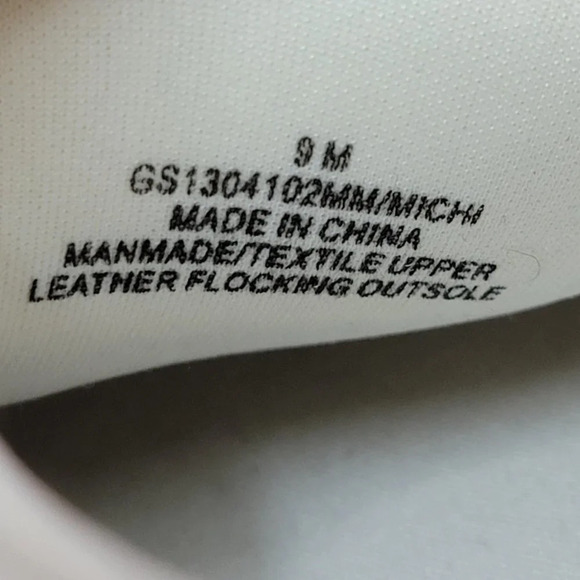 9 M
GS1304102MM/MICHI
MADE IN CHINA
MANMADE/TEXTILE UPPER
LEATHER FLOCKING OUTSOLE